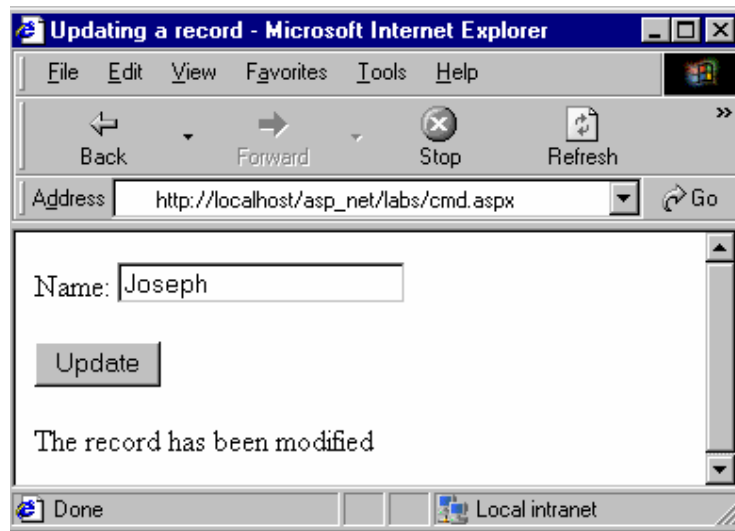 Updating a record - Microsoft Internet Explorer
File Edit View Favorites Tools Help
Back Forward Stop Refresh »
Address http://localhost/asp_net/labs/cmd.aspx Go
Name: Joseph
Update
The record has been modified
Done Local intranet